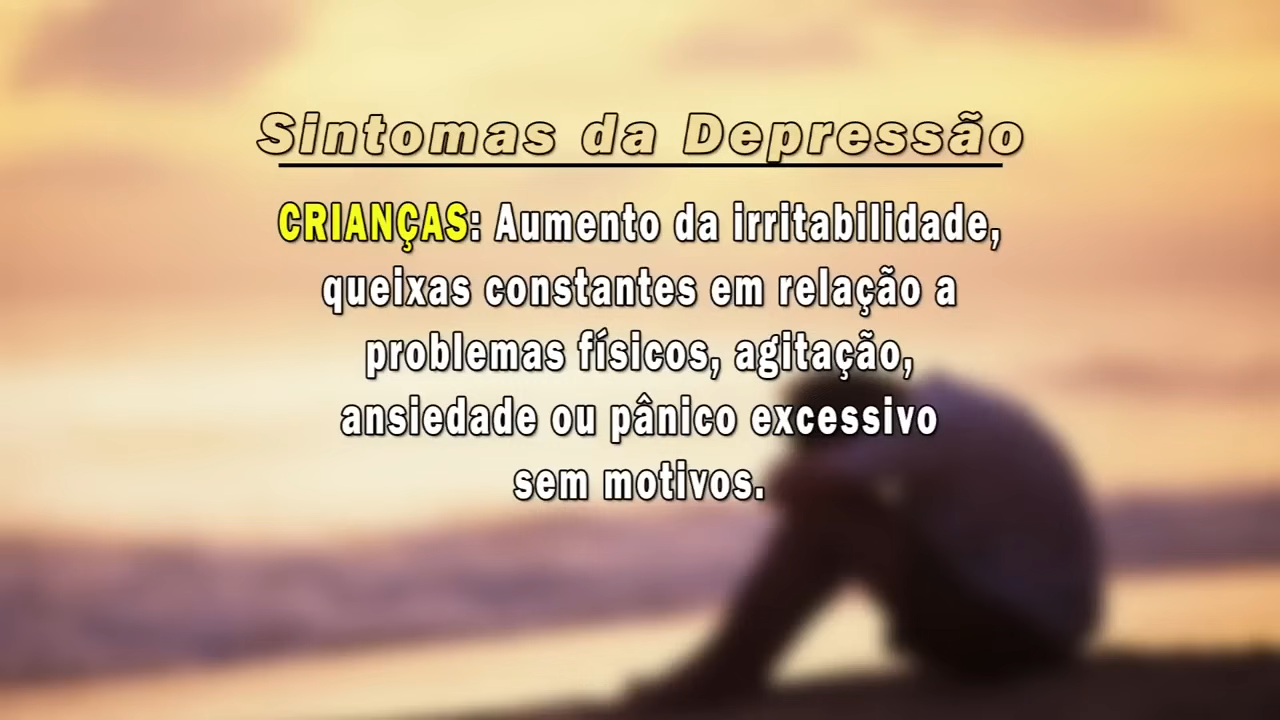 Sintomas da Depressão
CRIANÇAS: Aumento da irritabilidade,
queixas constantes em relação a
problemas físicos, agitação,
ansiedade ou pânico excessivo
sem motivos.